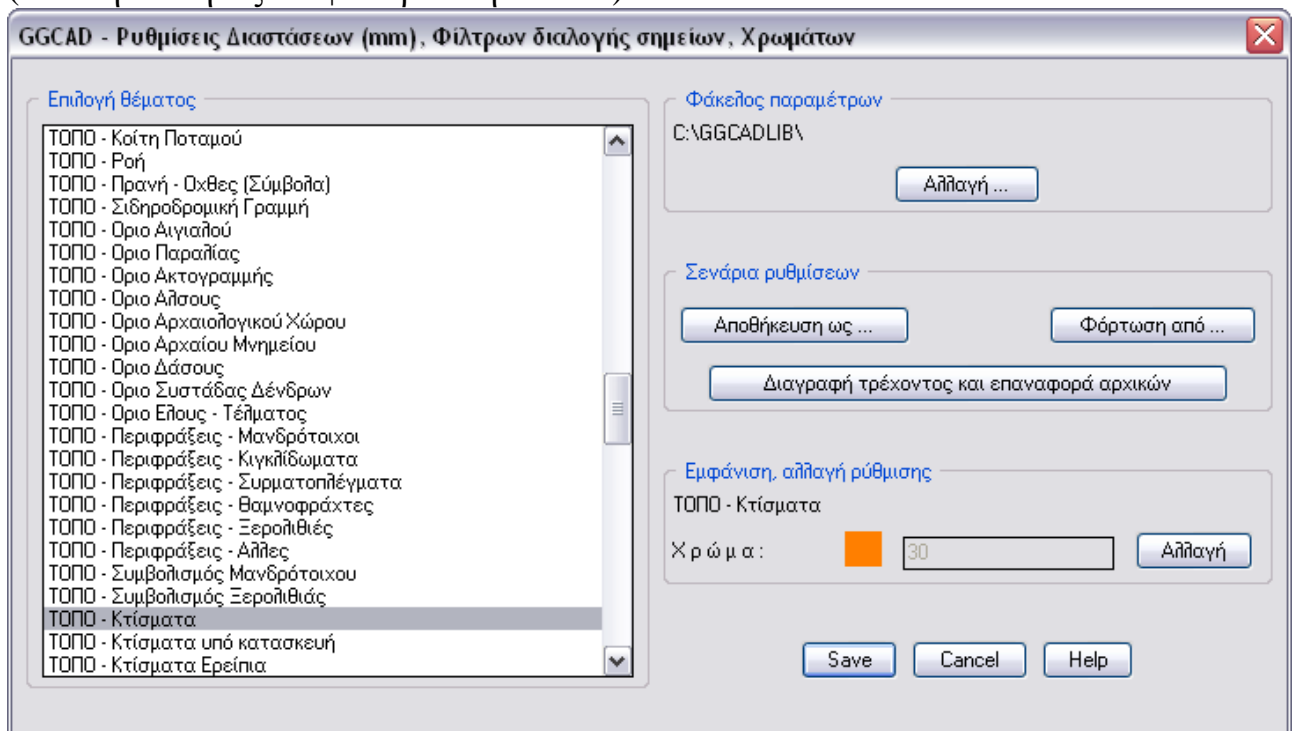 GGCAD - Ρυθμίσεις Διαστάσεων (mm), Φίλτρων διαλογής σημείων, Χρωμάτων
Επιλογή θέματος
ΤΟΠΟ - Κοίτη Ποταμού
ΤΟΠΟ - Ροή
ΤΟΠΟ - Πρανή - Οχθες (Σύμβολα)
ΤΟΠΟ - Σιδηροδρομική Γραμμή
ΤΟΠΟ - Οριο Αιγιαλού
ΤΟΠΟ - Οριο Παραλίας
ΤΟΠΟ - Οριο Ακτογραμμής
ΤΟΠΟ - Οριο Αλσους
ΤΟΠΟ - Οριο Αρχαιολογικού Χώρου
ΤΟΠΟ - Οριο Αρχαίου Μνημείου
ΤΟΠΟ - Οριο Δάσους
ΤΟΠΟ - Οριο Συστάδας Δένδρων
ΤΟΠΟ - Οριο Ελους - Τέλματος
ΤΟΠΟ - Περιφράξεις - Μανδρότοιχοι
ΤΟΠΟ - Περιφράξεις - Κιγκλίδωματα
ΤΟΠΟ - Περιφράξεις - Συρματοπλέγματα
ΤΟΠΟ - Περιφράξεις - Θαμνοφράχτες
ΤΟΠΟ - Περιφράξεις - Ξερολιθιές
ΤΟΠΟ - Περιφράξεις - Αλλες
ΤΟΠΟ - Συμβολισμός Μανδρότοιχου
ΤΟΠΟ - Συμβολισμός Ξερολιθιάς
ΤΟΠΟ - Κτίσματα
ΤΟΠΟ - Κτίσματα υπό κατασκευή
ΤΟΠΟ - Κτίσματα Ερείπια
Φάκελος παραμέτρων
C:\GGCADLIB\
Αλλαγή ...
Σενάρια ρυθμίσεων
Αποθήκευση ως ... Φόρτωση από ...
Διαγραφή τρέχοντος και επαναφορά αρχικών
Εμφάνιση, αλλαγή ρύθμισης
ΤΟΠΟ - Κτίσματα
Χ ρ ώ μ α : 30 Αλλαγή
Save Cancel Help